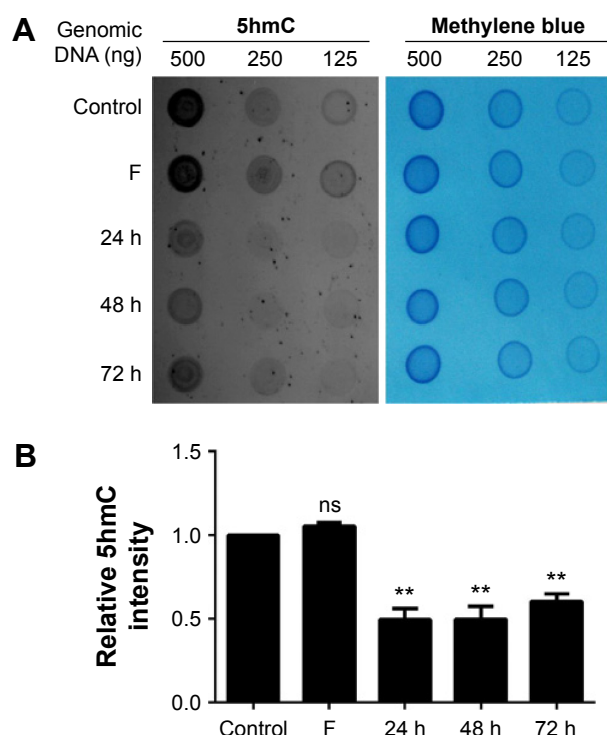 A
Genomic
DNA (ng)
5hmC
Methylene blue
500 250 125 500 250 125
Control
F
24 h
48 h
72 h
B
Relative 5hmC
intensity
1.5
1.0
0.5
0.0
ns
** ** **
Control F 24 h 48 h 72 h